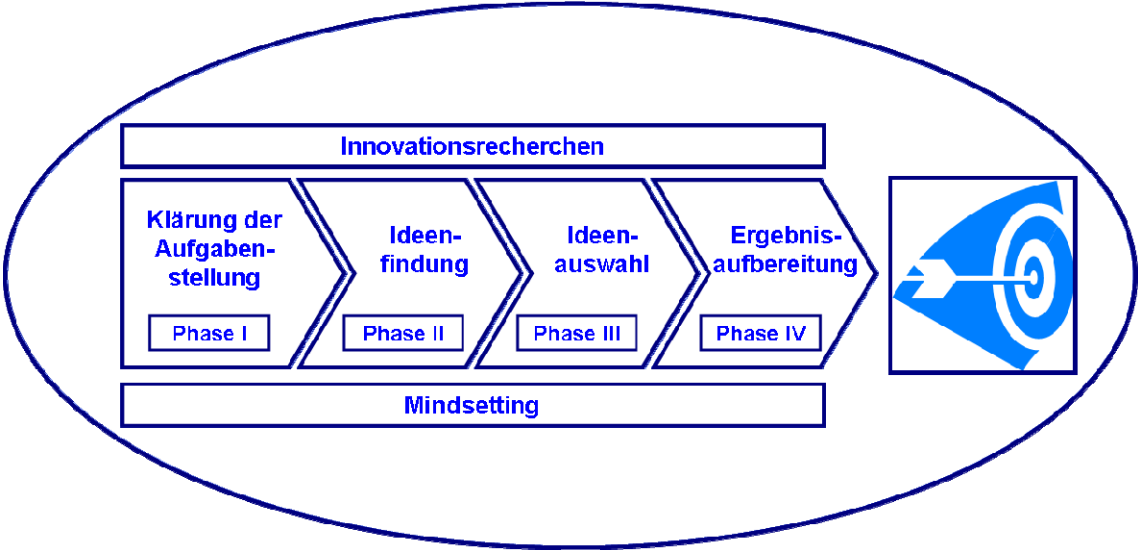 Innovationsrecherchen
Klärung der
Aufgaben-
stellung
Phase I
Ideen-
findung
Phase II
Ideen-
auswahl
Phase III
Ergebnis-
aufbereitung
Phase IV
Mindsetting